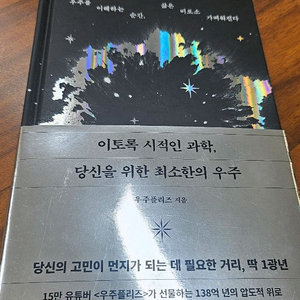 우주를 이해하는 순간, 삶은 비로소 가벼워진다
이토록 시적인 과학,
당신을 위한 최소한의 우주
우주플리즈 지음
당신의 고민이 먼지가 되는 데 필요한 거리, 딱 1광년
15만 유튜버 <우주플리즈>가 선물하는 138억 년의 압도적 위로